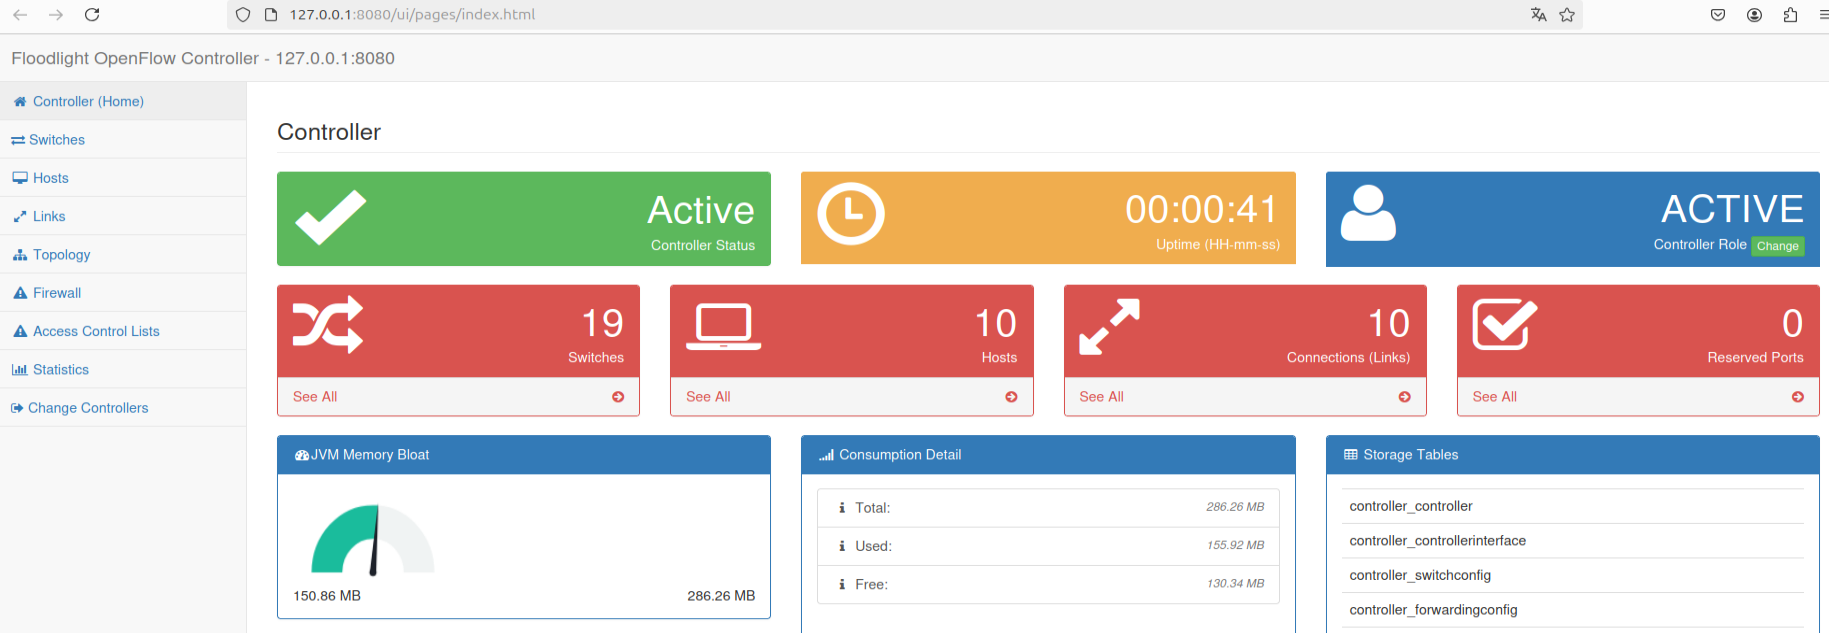 127.0.0.1:8080/ui/pages/index.html
Floodlight OpenFlow Controller - 127.0.0.1:8080
Controller (Home)
Switches
Hosts
Links
Topology
Firewall
Access Control Lists
Statistics
Change Controllers
Controller
Active
Controller Status
00:00:41
Uptime (HH-mm-ss)
ACTIVE
Controller Role Change
19
Switches
See All
10
Hosts
See All
10
Connections (Links)
See All
0
Reserved Ports
See All
JVM Memory Bloat
150.86 MB 286.26 MB
Consumption Detail
Total: 286.26 MB
Used: 155.92 MB
Free: 130.34 MB
Storage Tables
controller_controller
controller_controllerinterface
controller_switchconfig
controller_forwardingconfig